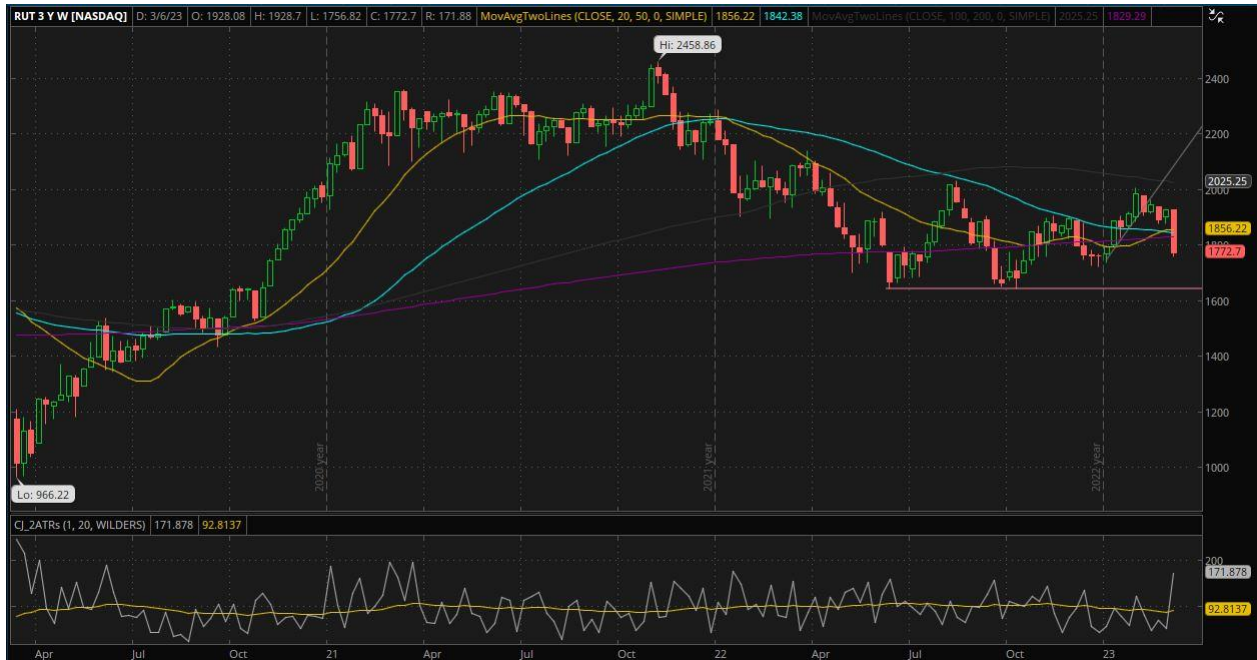 RUT 3 Y W [NASDAQ] D: 3/6/23 O: 1928.08 H: 1928.7 L: 1756.82 C: 1772.7 R: 171.88 MovAvgTwoLines (CLOSE, 20, 50, 0, SIMPLE) 1856.22 1842.38 MovAvgTwoLines (CLOSE, 100, 200, 0, SIMPLE) 2025.25 1829.29
Hi: 2458.86
2400
2200
2025.25
2000
1856.22
1800
1772.7
1600
1400
1200
1000
2020 year
2021 year
2022 year
Lo: 966.22
CJ_2ATRs (1, 20, WILDERS) 171.878 92.8137
200
171.878
92.8137
Apr Jul Oct 21 Apr Jul Oct 22 Apr Jul Oct 23